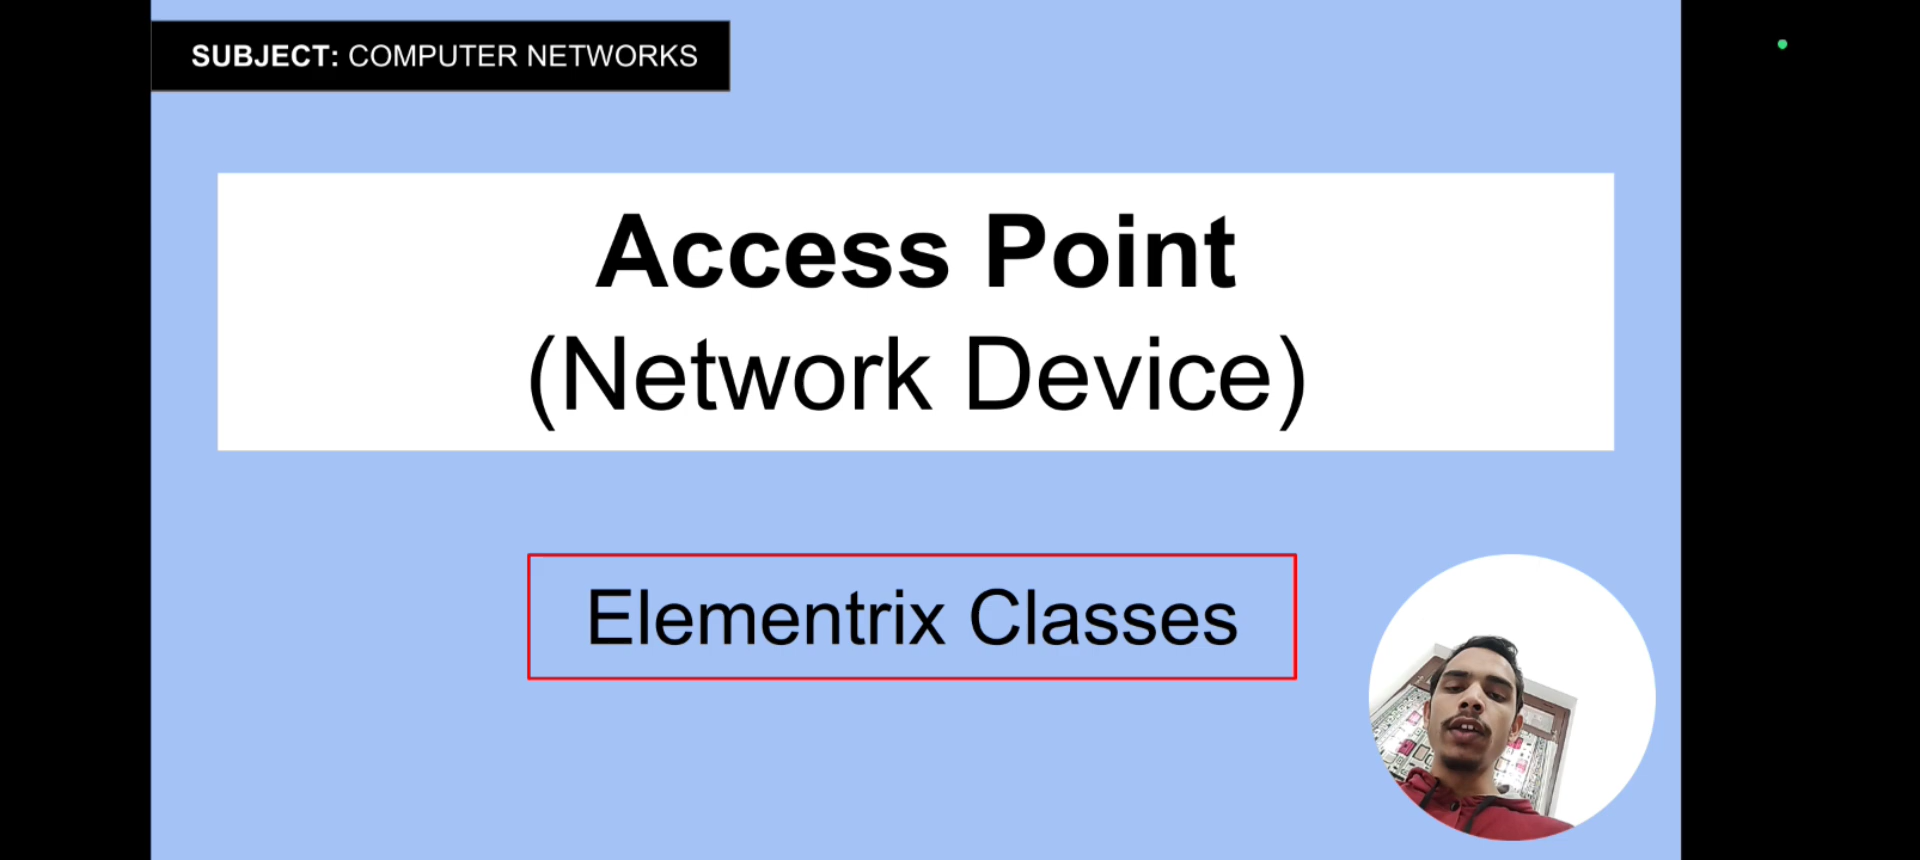 SUBJECT: COMPUTER NETWORKS
Access Point
(Network Device)
Elementrix Classes